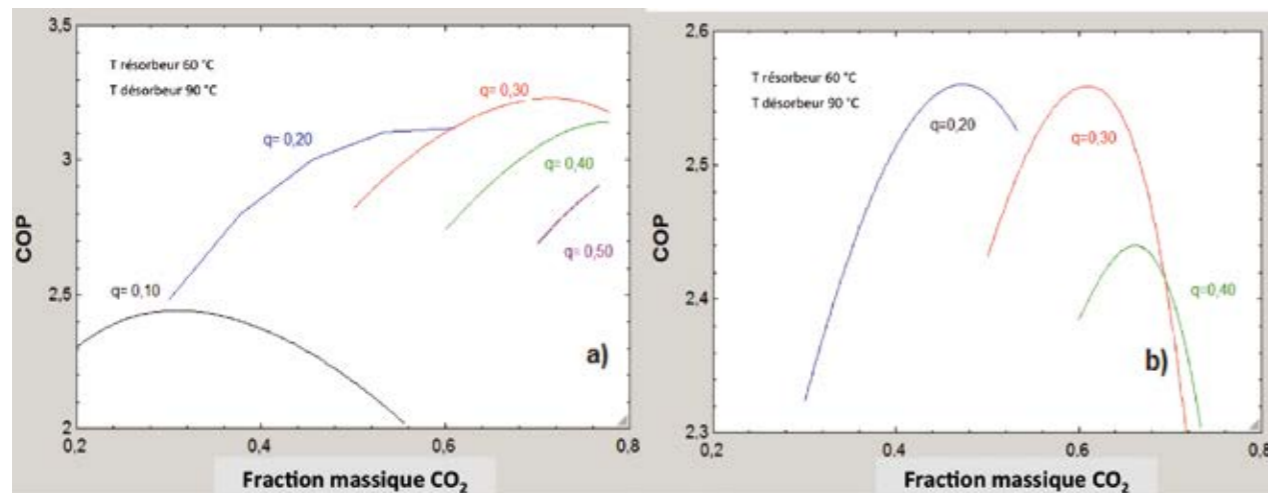 3,5
3
2,5
2
0,2
0,4
0,6
0,8
COP
Fraction massique CO₂
T résorbeur 60 °C
T désorbeur 90 °C
q= 0,10
q= 0,20
q= 0,30
q= 0,40
q= 0,50
a)
2,6
2,5
2,4
2,3
0,2
0,4
0,6
0,8
COP
Fraction massique CO₂
T résorbeur 60 °C
T désorbeur 90 °C
q=0,20
q=0,30
q=0,40
b)